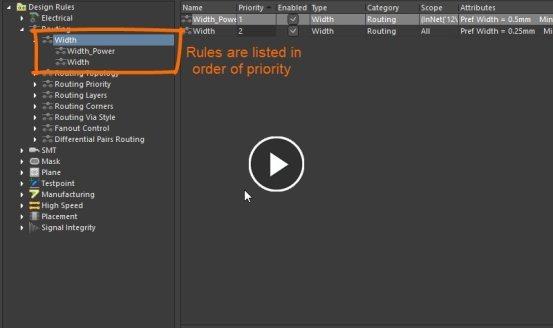 Design Rules
Electrical
Routing
Width
Width_Power
Width
Routing Topology
Routing Priority
Routing Layers
Routing Corners
Routing Via Style
Fanout Control
Differential Pairs Routing
SMT
Mask
Plane
Testpoint
Manufacturing
High Speed
Placement
Signal Integrity
Name Priority Enabled Type Category Scope Attributes
Width_Powe 1 Width Routing (InNet('12V Pref Width = 0.5mm Min
Width 2 Width Routing All Pref Width = 0.25mm Mi
Rules are listed in
order of priority